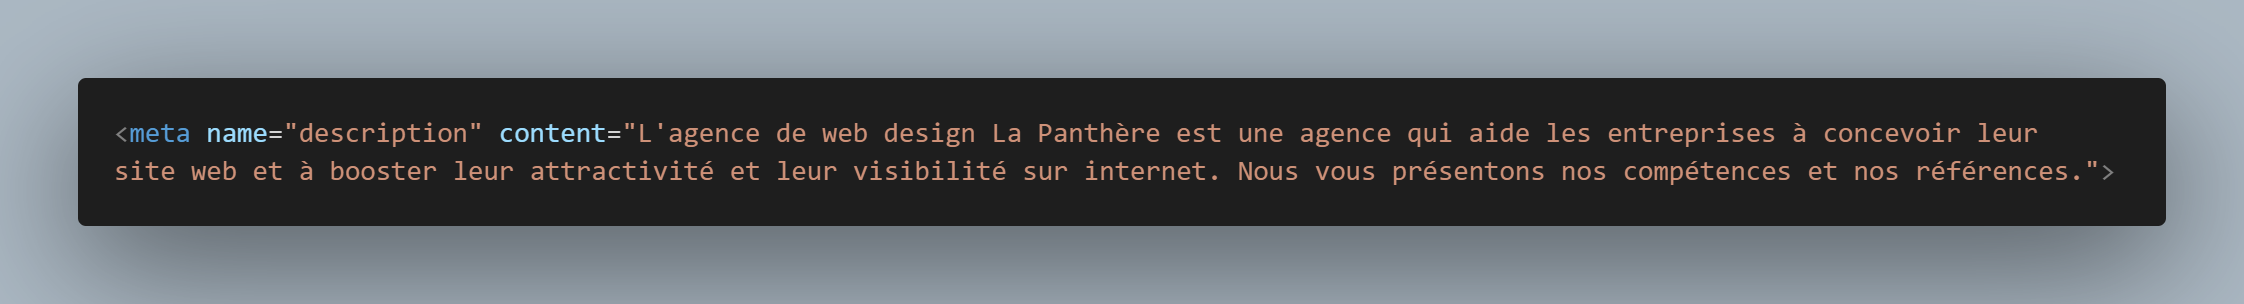 <meta name="description" content="L'agence de web design La Panthère est une agence qui aide les entreprises à concevoir leur
site web et à booster leur attractivité et leur visibilité sur internet. Nous vous présentons nos compétences et nos références.">